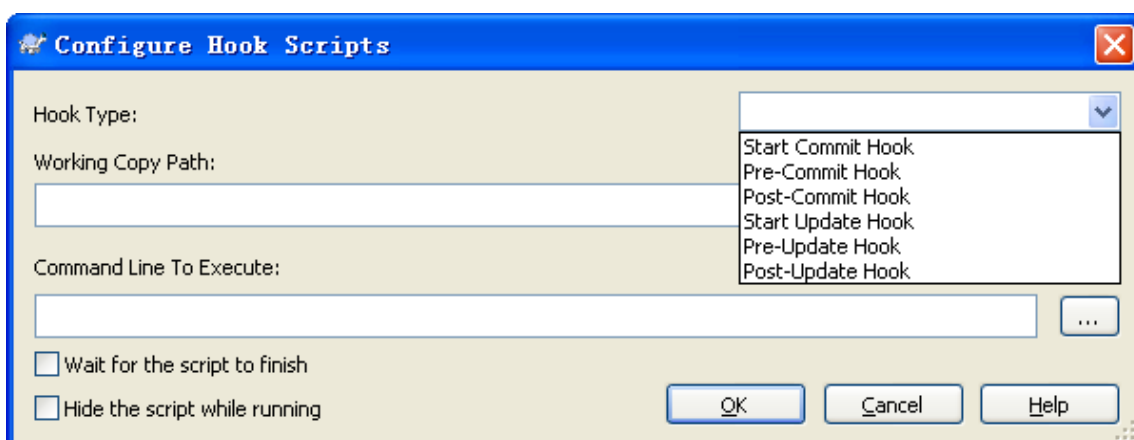 Configure Hook Scripts
Hook Type:
Start Commit Hook
Pre-Commit Hook
Post-Commit Hook
Start Update Hook
Pre-Update Hook
Post-Update Hook
Working Copy Path:
Command Line To Execute:
...
Wait for the script to finish
Hide the script while running
OK Cancel Help